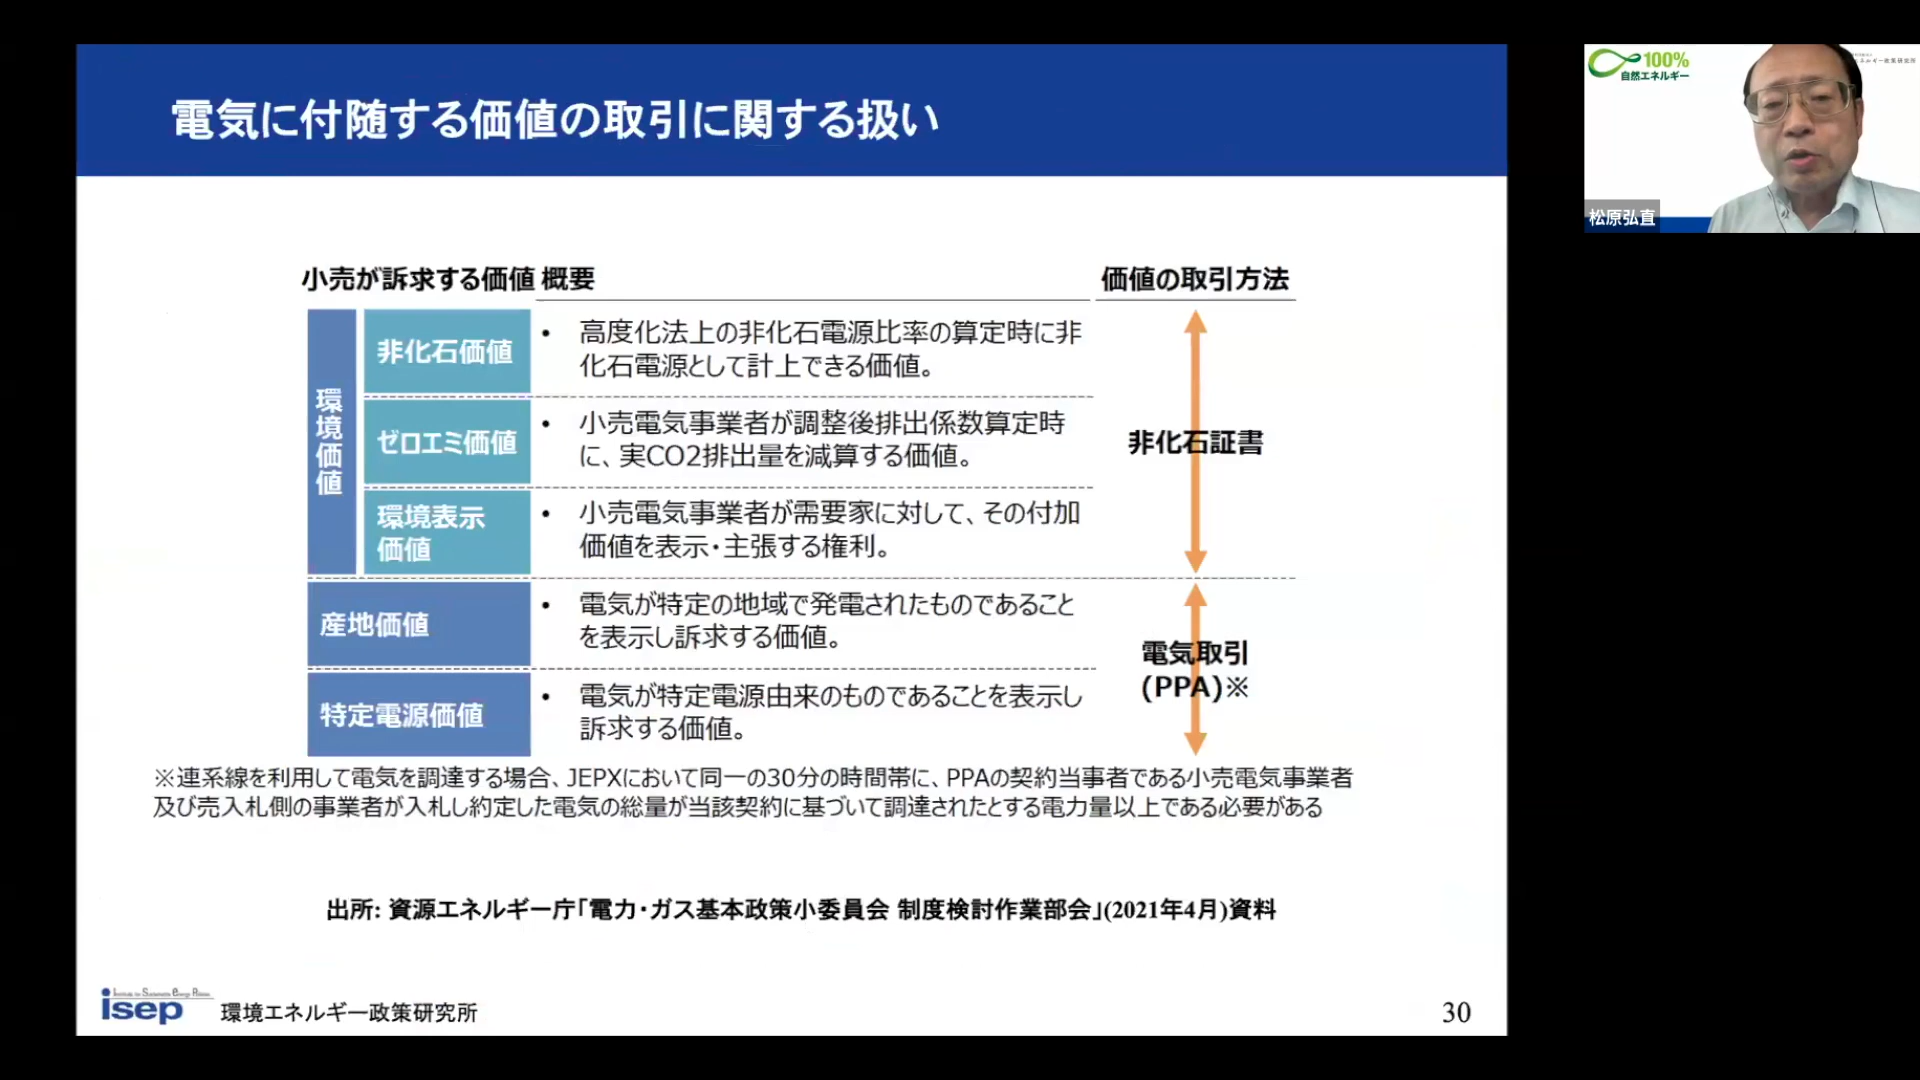 電気に付随する価値の取引に関する扱い
100%
自然エネルギー
松原弘直
小売が訴求する価値 概要 価値の取引方法
環境価値
非化石価値
• 高度化法上の非化石電源比率の算定時に非
化石電源として計上できる価値。
ゼロエミ価値
• 小売電気事業者が調整後排出係数算定時
に、実CO2排出量を減算する価値。
非化石証書
環境表示
価値
• 小売電気事業者が需要家に対して、その付加
価値を表示・主張する権利。
産地価値
• 電気が特定の地域で発電されたものであること
を表示し訴求する価値。
電気取引
(PPA)※
特定電源価値
• 電気が特定電源由来のものであることを表示し
訴求する価値。
※連系線を利用して電気を調達する場合、JEPXにおいて同一の30分の時間帯に、PPAの契約当事者である小売電気事業者
及び売入札側の事業者が入札し約定した電気の総量が当該契約に基づいて調達されたとする電力量以上である必要がある
出所: 資源エネルギー庁「電力・ガス基本政策小委員会 制度検討作業部会」(2021年4月)資料
Institute for Sustainable Energy Policies
isep 環境エネルギー政策研究所
30